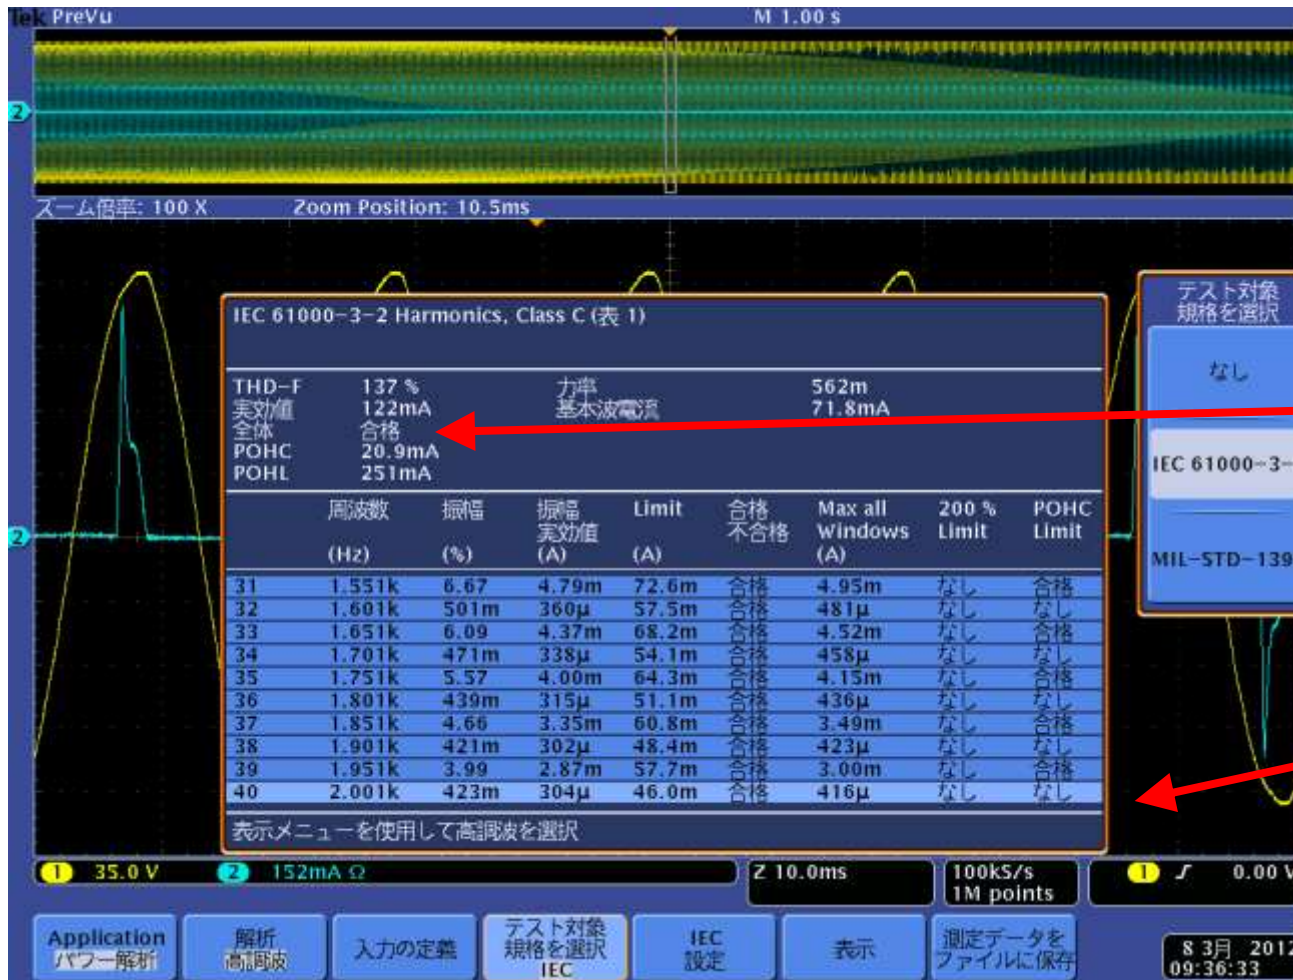 Tek PreVu M 1.00 s
2
ズーム倍率: 100 X Zoom Position: 10.5ms
IEC 61000-3-2 Harmonics, Class C (表 1)
THD-F 137 % 力率 562m
実効値 122mA 基本波電流 71.8mA
全体 合格
POHC 20.9mA
POHL 251mA
周波数 振幅 振幅 Limit 合格 Max all 200 % POHC
実効値 不合格 Windows Limit Limit
(Hz) (%) (A) (A) (A)
31 1.551k 6.67 4.79m 72.6m 合格 4.95m なし 合格
32 1.601k 501m 360µ 57.5m 合格 481µ なし なし
33 1.651k 6.09 4.37m 68.2m 合格 4.52m なし 合格
34 1.701k 471m 338µ 54.1m 合格 458µ なし なし
35 1.751k 5.57 4.00m 64.3m 合格 4.15m なし 合格
36 1.801k 439m 315µ 51.1m 合格 436µ なし なし
37 1.851k 4.66 3.35m 60.8m 合格 3.49m なし 合格
38 1.901k 421m 302µ 48.4m 合格 423µ なし なし
39 1.951k 3.99 2.87m 57.7m 合格 3.00m なし 合格
40 2.001k 423m 304µ 46.0m 合格 416µ なし なし
表示メニューを使用して高調波を選択
テスト対象
規格を選択
なし
IEC 61000-3-
MIL-STD-139
2
1 35.0 V 2 152mA Ω Z 10.0ms 100kS/s 1 0.00 V
1M points
Application
パワー解析
解析
高調波
入力の定義
テスト対象
規格を選択
IEC
IEC
設定
表示
測定データを
ファイルに保存
8 3月 2012
09:36:33